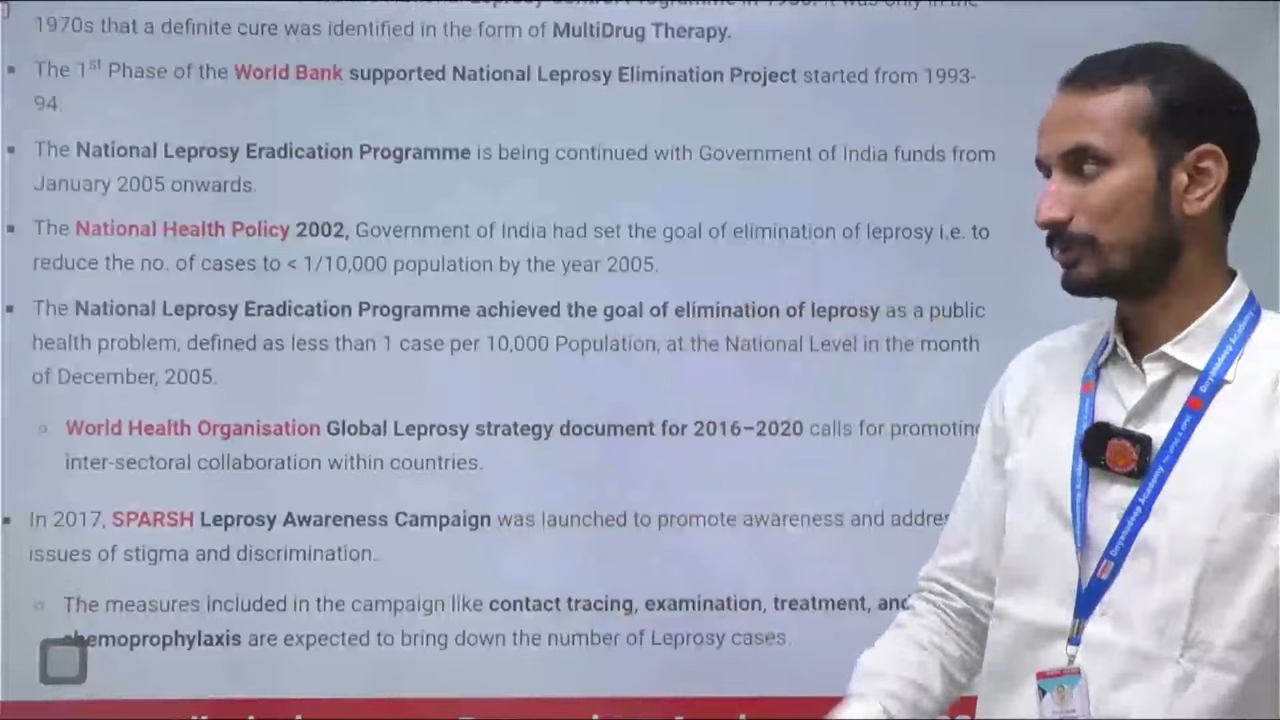 1970s that a definite cure was identified in the form of MultiDrug Therapy.
The 1st Phase of the World Bank supported National Leprosy Elimination Project started from 1993-
94.
The National Leprosy Eradication Programme is being continued with Government of India funds from
January 2005 onwards.
The National Health Policy 2002, Government of India had set the goal of elimination of leprosy i.e. to
reduce the no. of cases to < 1/10,000 population by the year 2005.
The National Leprosy Eradication Programme achieved the goal of elimination of leprosy as a public
health problem, defined as less than 1 case per 10,000 Population, at the National Level in the month
of December, 2005.
World Health Organisation Global Leprosy strategy document for 2016–2020 calls for promoting
inter-sectoral collaboration within countries.
In 2017, SPARSH Leprosy Awareness Campaign was launched to promote awareness and addre
issues of stigma and discrimination.
The measures included in the campaign like contact tracing, examination, treatment, and
chemoprophylaxis are expected to bring down the number of Leprosy cases.
Dnyanadeep Academy
Dnyanadeep Academy